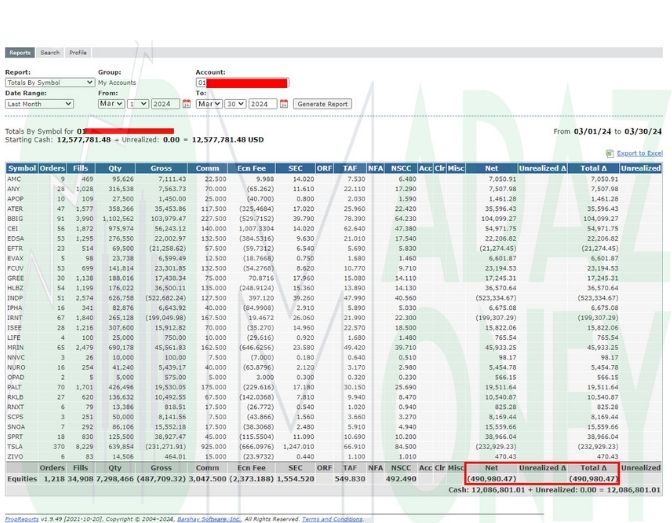 Reports Search Profile
Report: Group: Account:
Totals By Symbol My Accounts 01
Date Range: From: To:
Last Month Mar 1 2024 Mar 30 2024 Generate Report
Totals By Symbol for 01 From 03/01/24 to 03/30/24
Starting Cash: 12,577,781.48 + Unrealized: 0.00 = 12,577,781.48 USD
Export to Excel
Symbol Orders Fills Qty Gross Comm Ecn Fee SEC ORF TAF NFA NSCC Acc Clr Misc Net Unrealized Δ Total Δ Unrealized
AMC 9 469 95,626 7,111.43 22.500 9.988 14.020 7.530 6.480 7,050.91 7,050.91
ANY 28 1,028 316,538 7,563.73 70.000 (65.262) 11.610 22.110 17.290 7,507.98 7,507.98
APOP 10 109 27,500 1,450.00 25.000 (40.700) 0.800 2.030 1.590 1,461.28 1,461.28
ATER 47 1,577 358,366 35,453.86 117.500 (325.4684) 17.020 25.960 22.420 35,596.43 35,596.43
BBIG 91 3,990 1,102,562 103,979.47 227.500 (529.7152) 39.790 78.390 64.230 104,099.27 104,099.27
CEI 56 1,872 975,974 56,243.12 140.000 1,007.3304 14.020 62.640 47.380 54,971.75 54,971.75
EDSA 53 1,295 276,550 22,002.97 132.500 (384.5316) 9.630 21.010 17.540 22,206.82 22,206.82
EFTR 23 514 69,500 (21,258.62) 57.500 (59.7312) 6.540 5.690 5.830 (21,274.45) (21,274.45)
EVAX 5 98 23,738 6,599.49 12.500 (18.7668) 0.750 1.680 1.460 6,601.87 6,601.87
FCUV 53 699 141,814 23,301.85 132.500 (54.2768) 8.620 10.770 9.710 23,194.53 23,194.53
GREE 30 1,138 188,016 17,438.34 75.000 70.8716 17.960 15.080 14.110 17,245.31 17,245.31
HLBZ 54 1,199 176,022 36,500.11 135.000 (248.9124) 15.360 13.890 14.130 36,570.64 36,570.64
INDP 51 2,574 626,758 (522,682.24) 127.500 397.120 39.260 47.990 40.560 (523,334.67) (523,334.67)
IPHA 16 341 82,876 6,643.92 40.000 (84.9908) 2.910 5.890 5.030 6,675.08 6,675.08
IRNT 67 1,840 265,138 (199,049.98) 167.500 19.4672 26.060 21.990 22.300 (199,307.29) (199,307.29)
ISEE 28 1,216 307,600 15,912.82 70.000 (35.270) 14.960 22.570 18.500 15,822.06 15,822.06
LIFE 4 100 25,000 750.00 10.000 (29.616) 0.920 1.680 1.480 765.54 765.54
MRIN 65 2,479 690,418 45,561.83 162.500 (646.6256) 23.580 49.420 39.710 45,933.25 45,933.25
NNVC 3 26 10,000 100.00 7.500 (7.000) 0.180 0.640 0.510 98.17 98.17
NURO 16 254 41,240 5,439.17 40.000 (63.8796) 2.120 3.170 2.980 5,454.78 5,454.78
OPAD 2 5 5,000 575.00 5.000 3.000 0.300 0.320 0.230 566.15 566.15
PALT 70 1,701 426,496 19,530.05 175.000 (229.616) 17.180 30.150 25.690 19,511.64 19,511.64
RKLB 27 620 136,632 10,492.55 67.500 (142.0368) 7.810 9.940 8.470 10,540.87 10,540.87
RNXT 6 79 13,386 818.51 17.500 (26.772) 0.540 1.020 0.940 825.28 825.28
SCPS 3 251 50,000 8,141.56 7.500 (43.866) 1.560 3.660 3.270 8,169.44 8,169.44
SNOA 7 292 86,106 15,552.18 17.500 (38.3068) 2.480 5.910 4.940 15,559.66 15,559.66
SPRT 18 830 125,500 38,927.47 45.000 (115.5504) 11.090 10.690 10.200 38,966.04 38,966.04
TSLA 370 8,229 639,854 (231,271.91) 925.000 (666.0976) 1,247.010 66.910 84.500 (232,929.23) (232,929.23)
ZIVO 6 83 14,506 464.01 15.000 (23.9732) 0.440 1.100 1.010 470.43 470.43
Orders Fills Qty Gross Comm Ecn Fee SEC ORF TAF NFA NSCC Acc Clr Misc Net Unrealized Δ Total Δ Unrealized
Equities 1,218 34,908 7,298,466 (487,709.32) 3,047.500 (2,373.188) 1,554.520 549.830 492.490 (490,980.47) (490,980.47)
Cash: 12,086,801.01 + Unrealized: 0.00 = 12,086,801.01
PropReports v1.9.49 [2021-10-20], Copyright © 2004-2024, Barshay Software, Inc., All Rights Reserved. Terms and Conditions.
ADAZ
ONEY